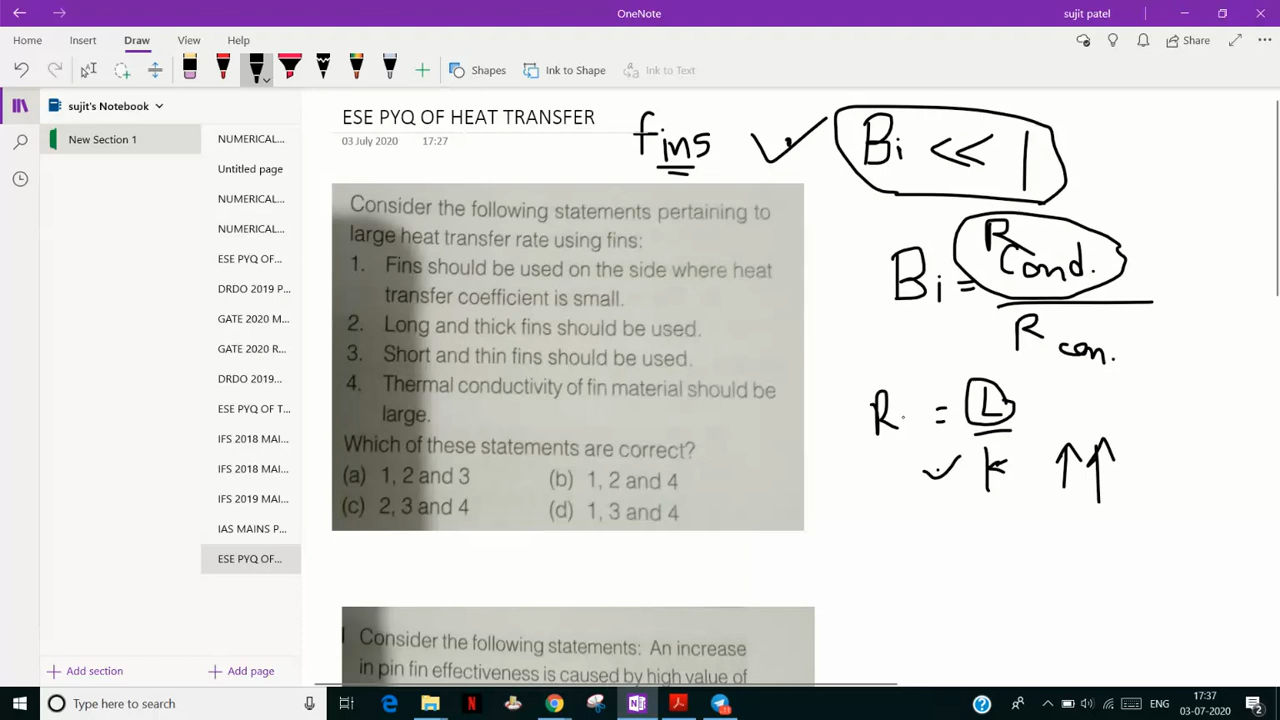 OneNote
sujit patel
Home Insert Draw View Help
Share
Shapes Ink to Shape Ink to Text
sujit's Notebook
New Section 1
NUMERICAL...
Untitled page
NUMERICAL...
NUMERICAL...
ESE PYQ OF...
DRDO 2019 P...
GATE 2020 M...
GATE 2020 R...
DRDO 2019...
ESE PYQ OF T...
IFS 2018 MAI...
IFS 2018 MAI...
IFS 2019 MAI...
IAS MAINS P...
ESE PYQ OF...
Add section Add page
ESE PYQ OF HEAT TRANSFER
03 July 2020 17:27
fins Bi << 1
Consider the following statements pertaining to
large heat transfer rate using fins:
1. Fins should be used on the side where heat
transfer coefficient is small.
2. Long and thick fins should be used.
3. Short and thin fins should be used.
4. Thermal conductivity of fin material should be
large.
Which of these statements are correct?
(a) 1, 2 and 3 (b) 1, 2 and 4
(c) 2, 3 and 4 (d) 1, 3 and 4
Bi = R cond.
R con.
R = L
k ↑↑
Consider the following statements: An increase
in pin fin effectiveness is caused by high value of
Type here to search
ENG
17:37
03-07-2020
2